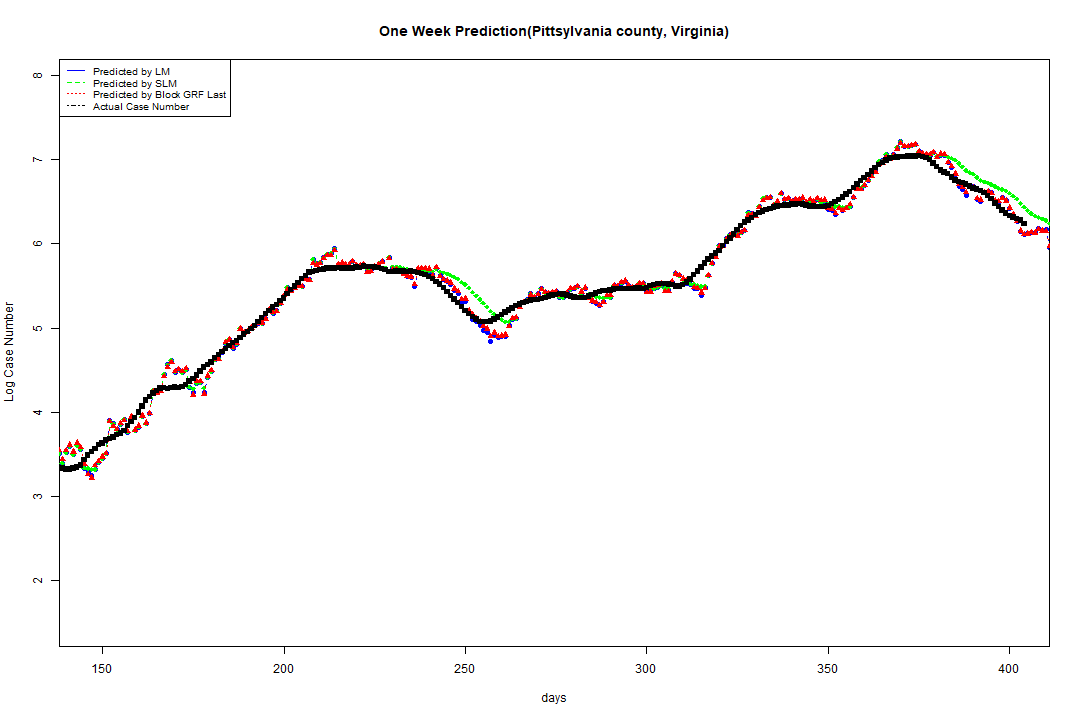 One Week Prediction(Pittsylvania county, Virginia)
Predicted by LM
Predicted by SLM
Predicted by Block GRF Last
Actual Case Number
8
7
6
5
4
3
2
Log Case Number
150 200 250 300 350 400
days